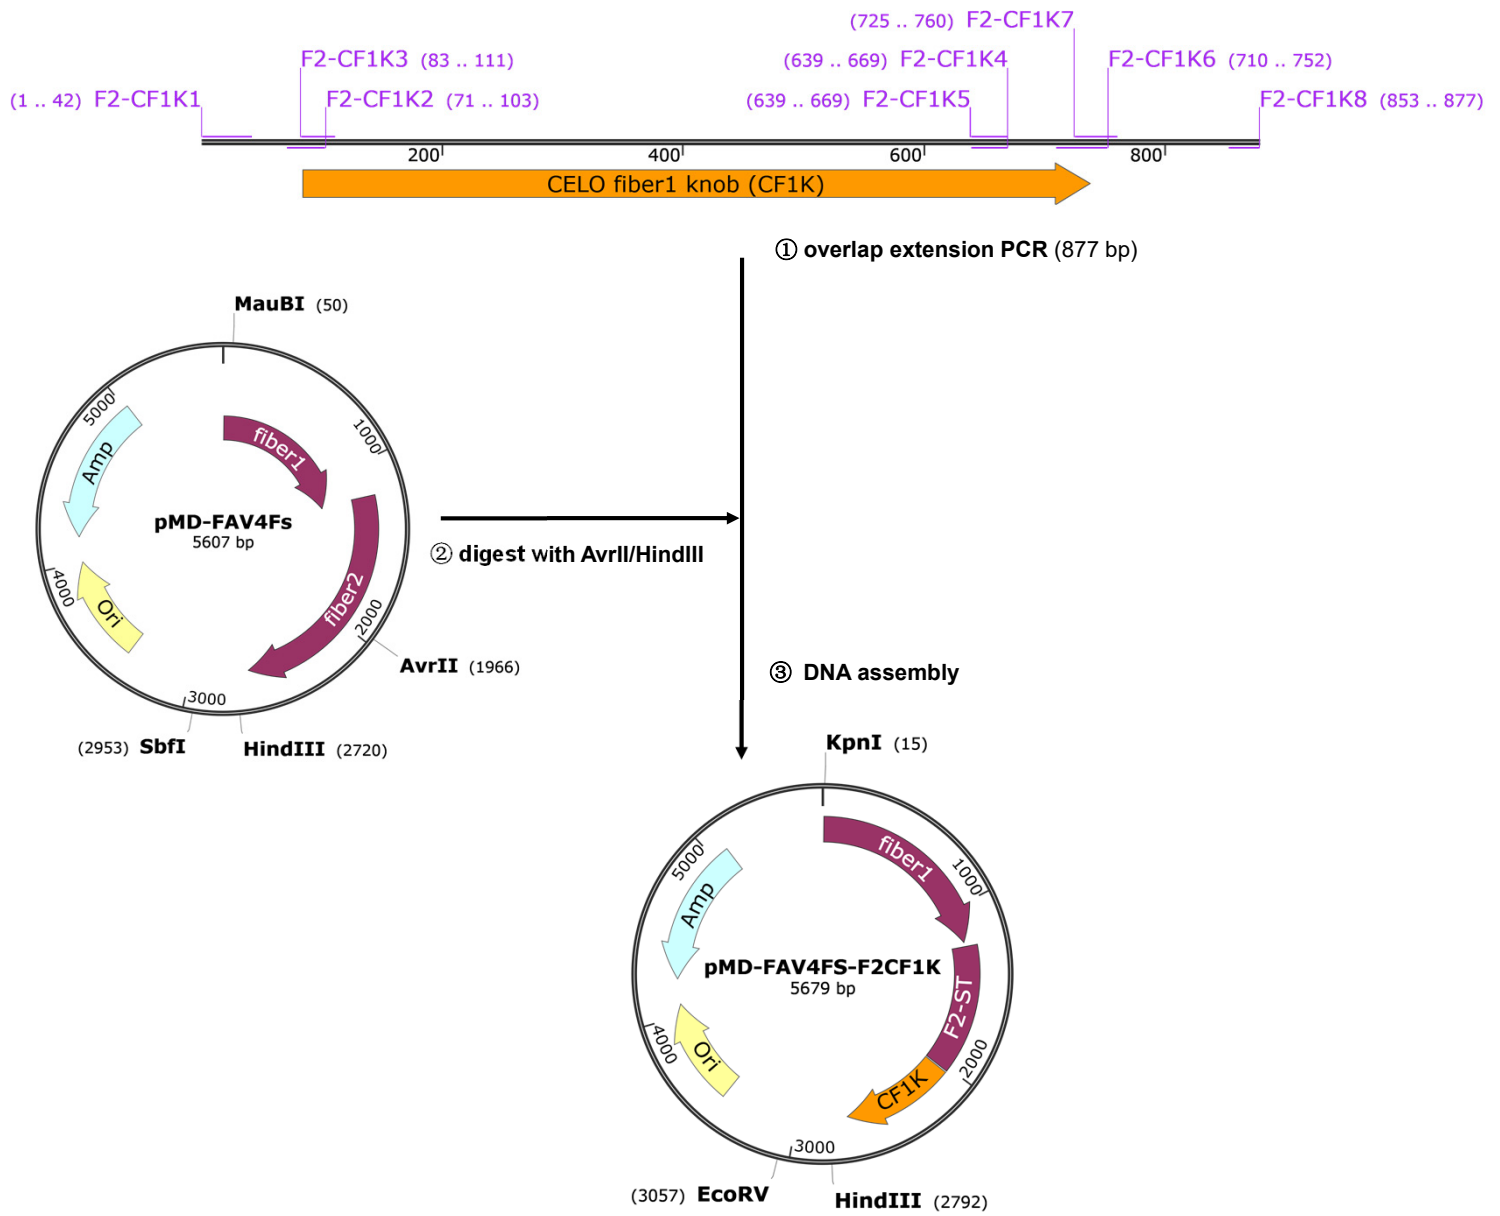 (725 .. 760) F2-CF1K7
F2-CF1K3 (83 .. 111)
(639 .. 669) F2-CF1K4
F2-CF1K6 (710 .. 752)
(1 .. 42) F2-CF1K1
F2-CF1K2 (71 .. 103)
(639 .. 669) F2-CF1K5
F2-CF1K8 (853 .. 877)
200
400
600
800
CELO fiber1 knob (CF1K)
① overlap extension PCR (877 bp)
MauBI (50)
5000
1000
fiber1
Amp
pMD-FAV4Fs
5607 bp
② digest with AvrII/HindIII
4000
Ori
fiber2
2000
AvrII (1966)
3000
(2953) SbfI
HindIII (2720)
③ DNA assembly
KpnI (15)
5000
fiber1
1000
Amp
pMD-FAV4FS-F2CF1K
5679 bp
F2-ST
4000
Ori
2000
CF1K
3000
(3057) EcoRV
HindIII (2792)